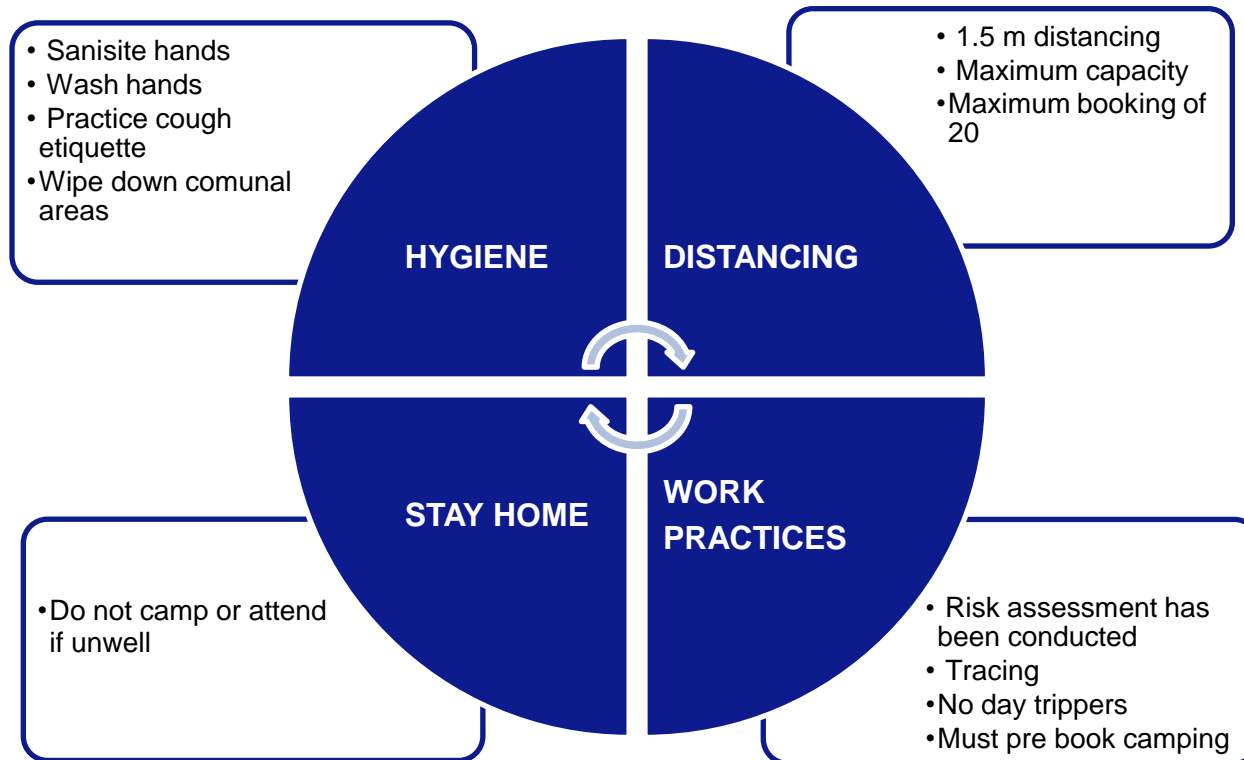 • Sanisite hands
• Wash hands
• Practice cough
etiquette
•Wipe down comunal
areas
• 1.5 m distancing
• Maximum capacity
•Maximum booking of
20
HYGIENE
DISTANCING
STAY HOME
WORK
PRACTICES
•Do not camp or attend
if unwell
• Risk assessment has
been conducted
• Tracing
•No day trippers
•Must pre book camping